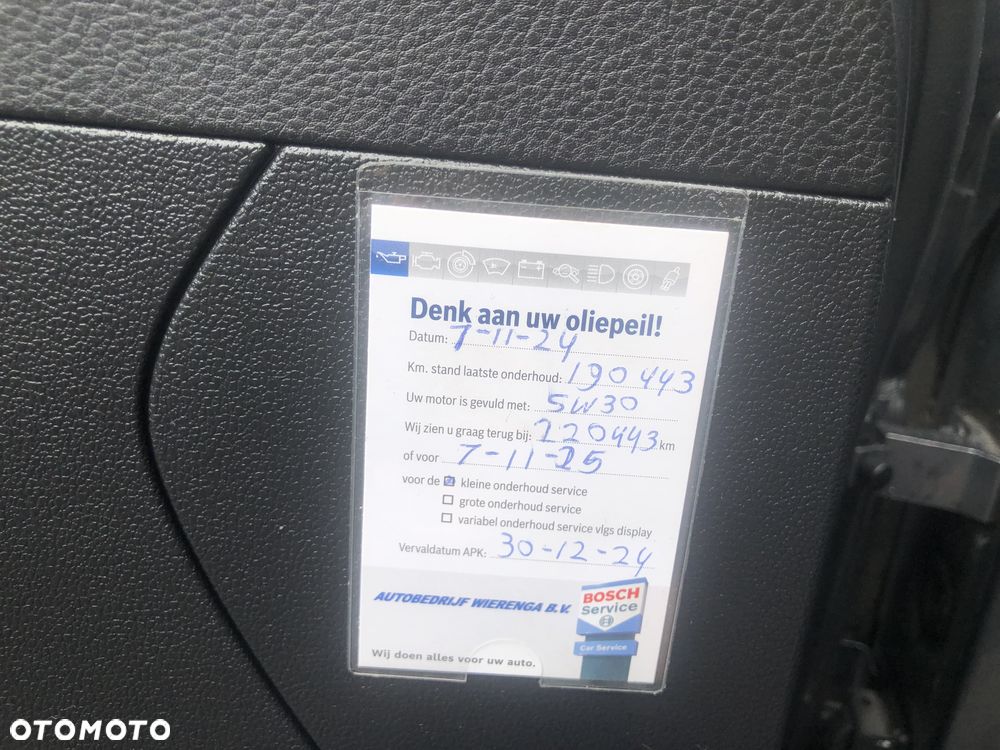 Denk aan uw oliepeil!
Datum: 7-11-24
Km. stand laatste onderhoud: 190443
Uw motor is gevuld met: 5W30
Wij zien u graag terug bij: 220443 km
of voor 7-11-25
voor de kleine onderhoud service
grote onderhoud service
variabel onderhoud service vlgs display
Vervaldatum APK: 30-12-24
AUTOBEDRIJF WIERENGA B.V.
BOSCH
Service
Car Service
Wij doen alles voor uw auto.
OTOMOTO